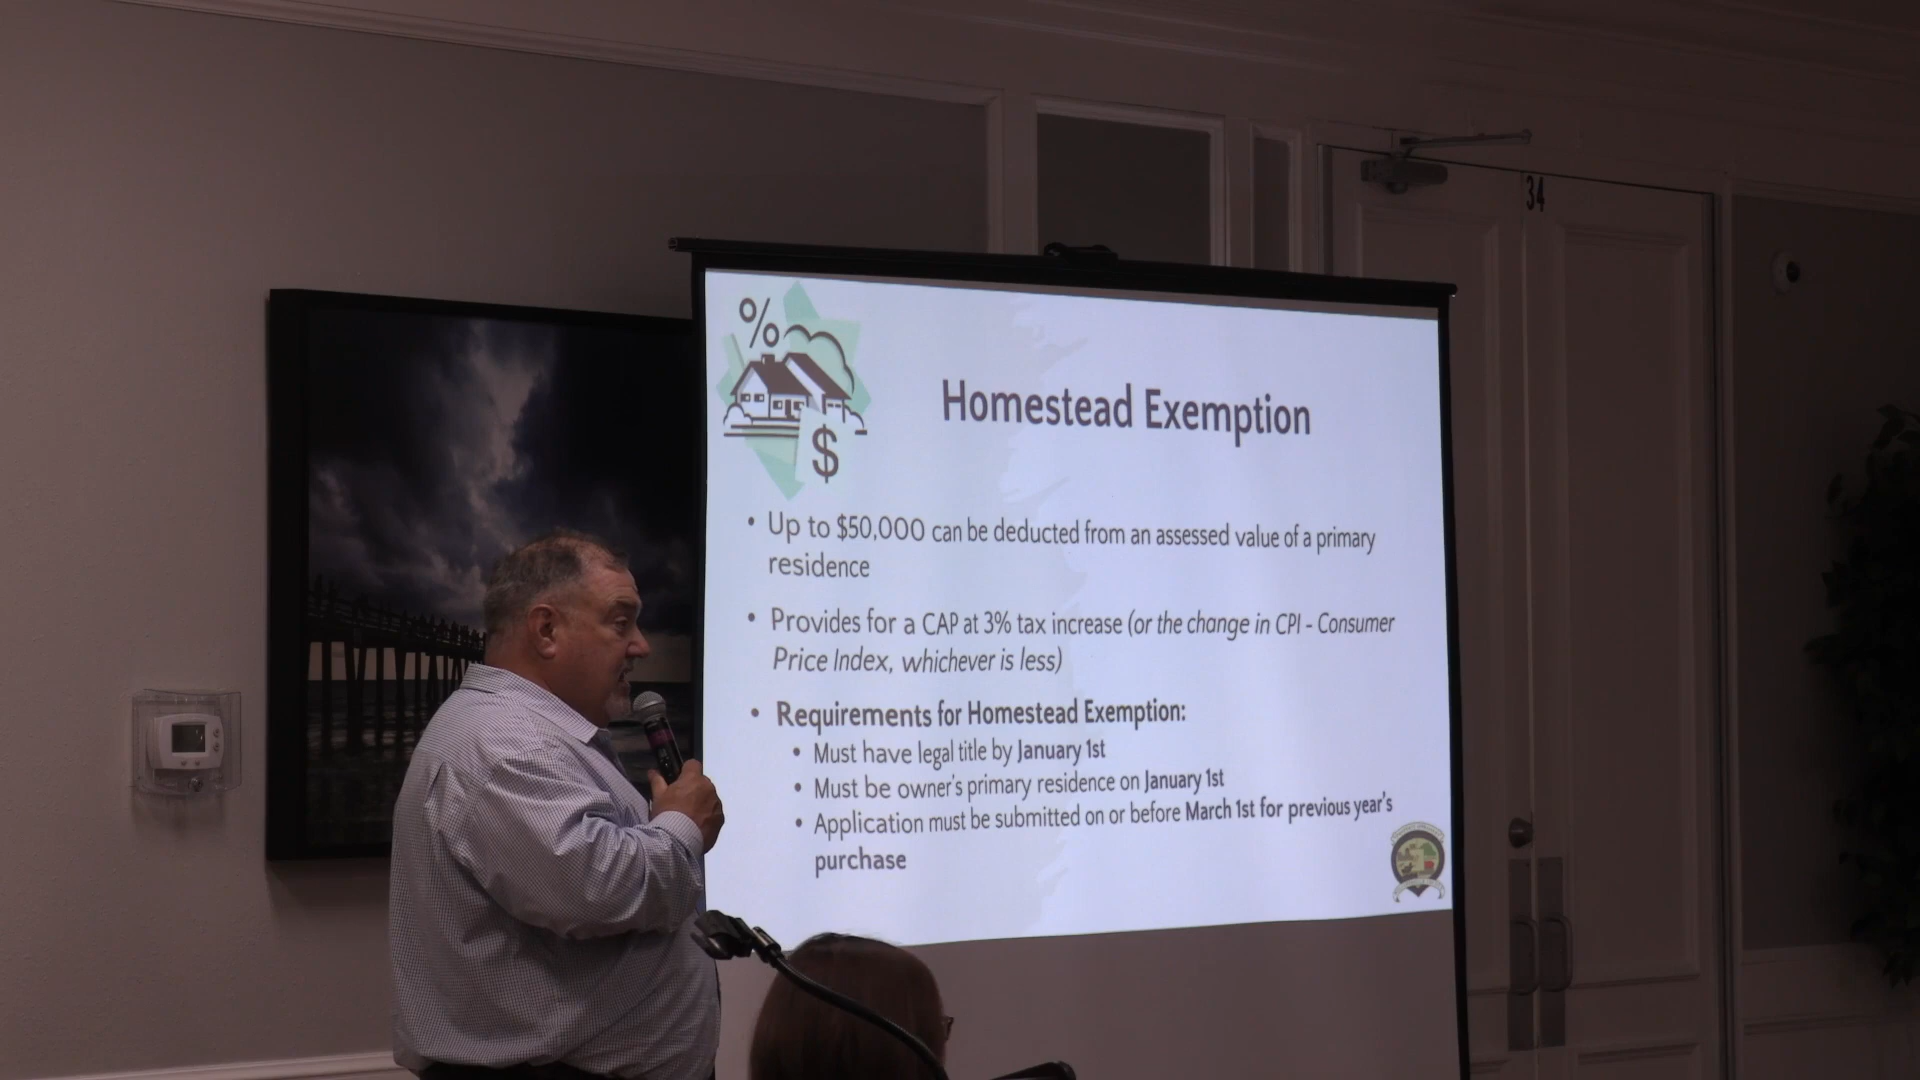 34
%
$
Homestead Exemption
• Up to $50,000 can be deducted from an assessed value of a primary
residence
• Provides for a CAP at 3% tax increase (or the change in CPI - Consumer
Price Index, whichever is less)
• Requirements for Homestead Exemption:
• Must have legal title by January 1st
• Must be owner's primary residence on January 1st
• Application must be submitted on or before March 1st for previous year's
purchase